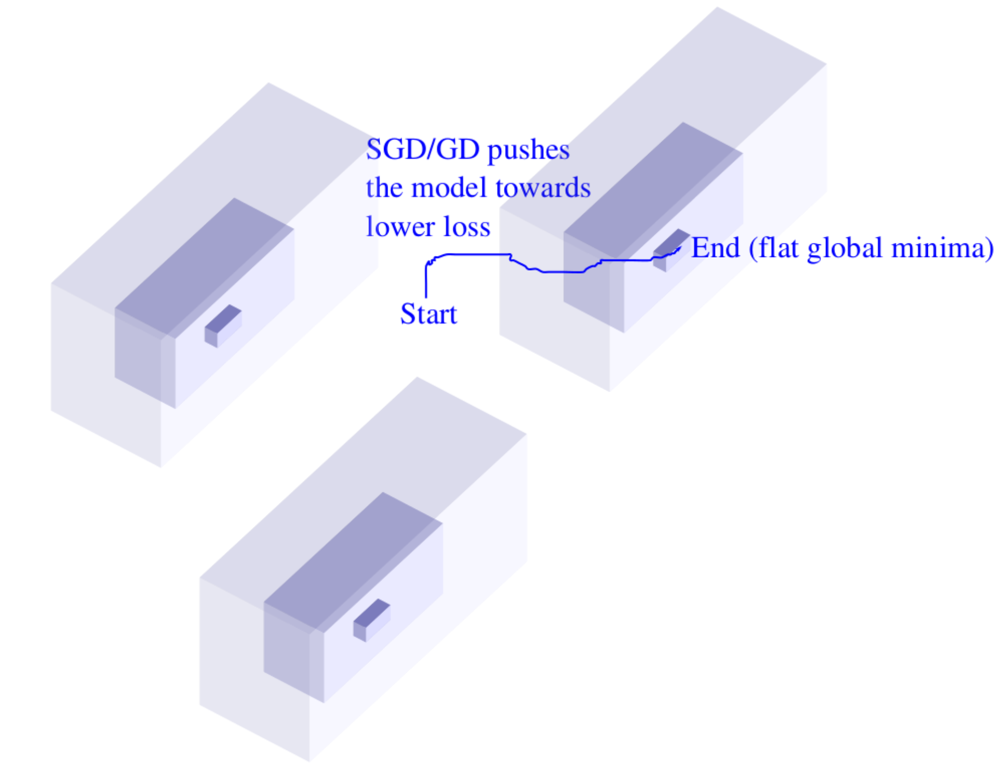 SGD/GD pushes
the model towards
lower loss
End (flat global minima)
Start